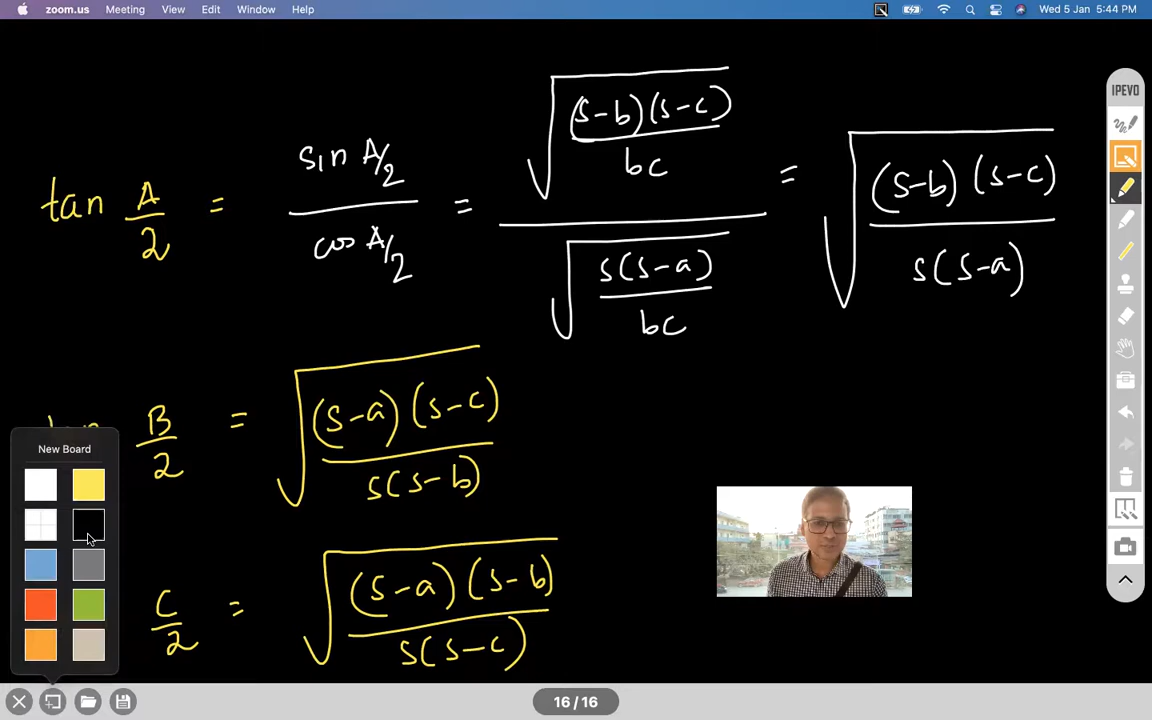 zoom.us Meeting View Edit Window Help Wed 5 Jan 5:44 PM
IPEVO
tan A/2 = sin A/2 / cos A/2 = √((s-b)(s-c)/bc) / √(s(s-a)/bc) = √((s-b)(s-c)/s(s-a))
tan B/2 = √((s-a)(s-c)/s(s-b))
New Board
C/2 = √((s-a)(s-b)/s(s-c))
16/16